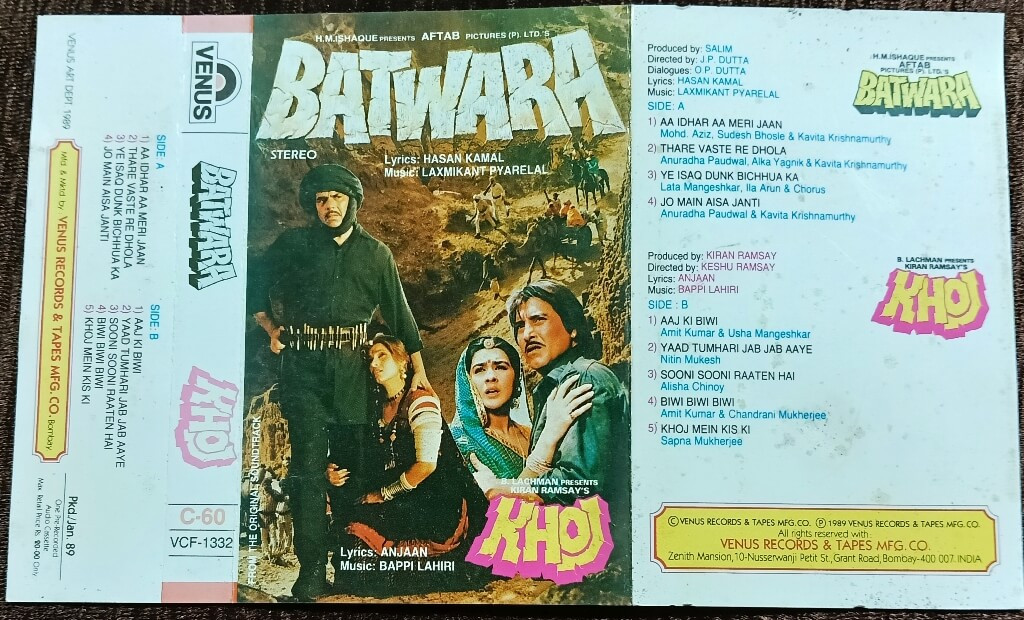 VENUS ART DEPT 1989
SIDE A
1) AA IDHAR AA MERI JAAN
2) THARE VASTE RE DHOLA
3) YE ISAQ DUNK BICHHUA KA
4) JO MAIN AISA JANTI
SIDE: B
1) AAJ KI BIWI
2) YAAD TUMHARI JAB JAB AAYE
3) SOONI SOONI RAATEN HAI
4) BIWI BIWI BIWI
5) KHOJ MEIN KIS KI
Mfd. & Mktd. by VENUS RECORDS & TAPES MFG. CO. Bombay
Pkd/Jan. 89
One Pre-Recorded
Audio Cassette
Max. Retail Price Rs. 20.00 Only
VENUS
BATWARA
KHOJ
C-60
VCF-1332
H.M.ISHAQUE PRESENTS AFTAB PICTURES (P). LTD.'S
BATWARA
STEREO
Lyrics: HASAN KAMAL
Music: LAXMIKANT PYARELAL
FROM THE ORIGINAL SOUNDTRACK
B. LACHMAN PRESENTS
KIRAN RAMSAY'S
KHOJ
Lyrics: ANJAAN
Music: BAPPI LAHIRI
Produced by: SALIM
Directed by: J.P. DUTTA
Dialogues: O.P. DUTTA
Lyrics: HASAN KAMAL
Music: LAXMIKANT PYARELAL
H.M.ISHAQUE PRESENTS
AFTAB
PICTURES (P). LTD.'S
BATWARA
SIDE: A
1) AA IDHAR AA MERI JAAN
Mohd. Aziz, Sudesh Bhosle & Kavita Krishnamurthy
2) THARE VASTE RE DHOLA
Anuradha Paudwal, Alka Yagnik & Kavita Krishnamurthy
3) YE ISAQ DUNK BICHHUA KA
Lata Mangeshkar, Ila Arun & Chorus
4) JO MAIN AISA JANTI
Anuradha Paudwal & Kavita Krishnamurthy
Produced by: KIRAN RAMSAY
Directed by: KESHU RAMSAY
Lyrics: ANJAAN
Music: BAPPI LAHIRI
B. LACHMAN PRESENTS
KIRAN RAMSAY'S
KHOJ
SIDE : B
1) AAJ KI BIWI
Amit Kumar & Usha Mangeshkar
2) YAAD TUMHARI JAB JAB AAYE
Nitin Mukesh
3) SOONI SOONI RAATEN HAI
Alisha Chinoy
4) BIWI BIWI BIWI
Amit Kumar & Chandrani Mukherjee
5) KHOJ MEIN KIS KI
Sapna Mukherjee
© VENUS RECORDS & TAPES MFG.CO. ℗ 1989 VENUS RECORDS & TAPES MFG.CO.
All rights reserved with:
VENUS RECORDS & TAPES MFG. CO.
Zenith Mansion, 10-Nusserwanji Petit St., Grant Road, Bombay-400 007. INDIA